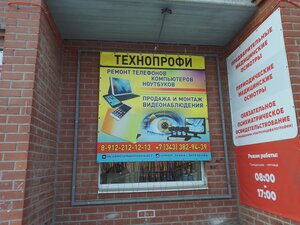 ТЕХНОПРОФИ
РЕМОНТ ТЕЛЕФОНОВ
КОМПЬЮТЕРОВ
НОУТБУКОВ
ПРОДАЖА И МОНТАЖ
ВИДЕОНАБЛЮДЕНИЯ
8-912-212-12-13 +7 (343) 382-94-39
ПРЕДВАРИТЕЛЬНЫЕ
МЕДИЦИНСКИЕ
ОСМОТРЫ
ПЕРИОДИЧЕСКИЕ
МЕДИЦИНСКИЕ
ОСМОТРЫ
ОБЯЗАТЕЛЬНОЕ
ПСИХИАТРИЧЕСКОЕ
ОСВИДЕТЕЛЬСТВОВАНИЕ
Режим работы:
08:00
17:00